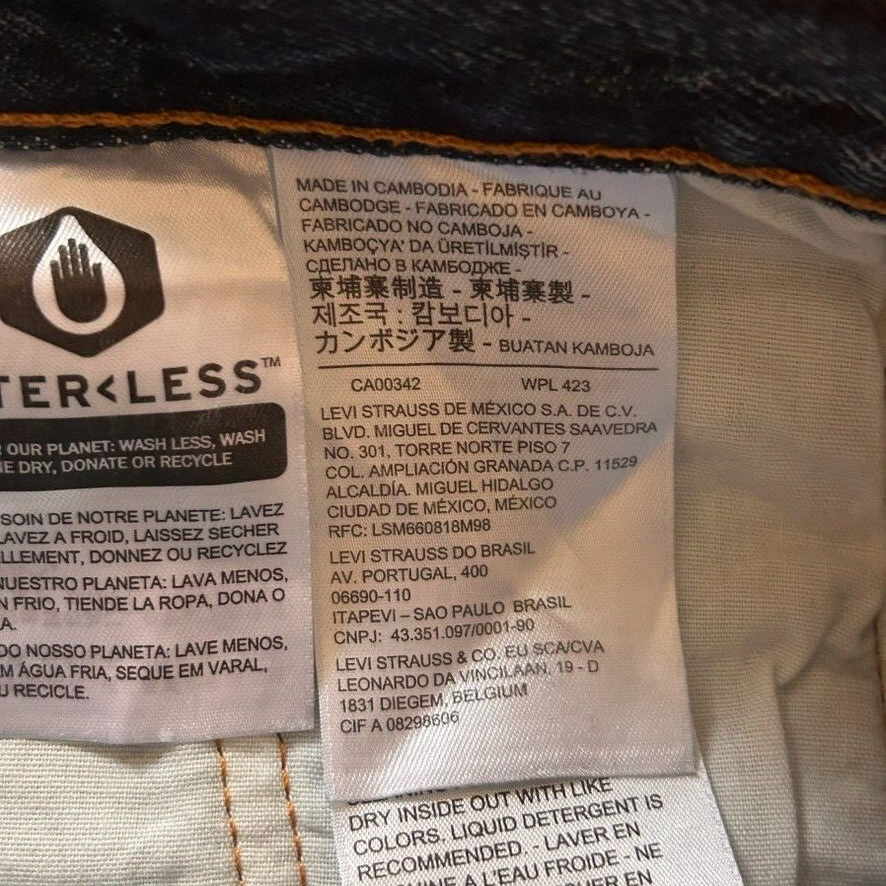 TER<LESS™
OUR PLANET: WASH LESS, WASH
DRY, DONATE OR RECYCLE
SOIN DE NOTRE PLANETE: LAVEZ
LAVEZ A FROID, LAISSEZ SECHER
DONNEZ OU RECYCLEZ
NUESTRO PLANETA: LAVA MENOS,
FRIO, TIENDE LA ROPA, DONA O
NOSSO PLANETA: LAVE MENOS,
ÁGUA FRIA, SEQUE EM VARAL,
RECICLE.
MADE IN CAMBODIA - FABRIQUE AU
CAMBODGE - FABRICADO EN CAMBOYA -
FABRICADO NO CAMBOJA -
KAMBOÇYA' DA ÜRETİLMİŞTİR -
СДЕЛАНО В КАМБОДЖЕ -
柬埔寨制造 - 柬埔寨製 -
제조국 : 캄보디아 -
カンボジア製 - BUATAN KAMBOJA
CA00342 WPL 423
LEVI STRAUSS DE MÉXICO S.A. DE C.V.
BLVD. MIGUEL DE CERVANTES SAAVEDRA
NO. 301, TORRE NORTE PISO 7
COL. AMPLIACIÓN GRANADA C.P. 11529
ALCALDÍA. MIGUEL HIDALGO
CIUDAD DE MÉXICO, MÉXICO
RFC: LSM660818M98
LEVI STRAUSS DO BRASIL
AV. PORTUGAL, 400
06690-110
ITAPEVI – SAO PAULO BRASIL
CNPJ: 43.351.097/0001-90
LEVI STRAUSS & CO. EU SCA/CVA
LEONARDO DA VINCILAAN. 19 - D
1831 DIEGEM, BELGIUM
CIF A 08298606
DRY INSIDE OUT WITH LIKE
COLORS. LIQUID DETERGENT IS
RECOMMENDED. - LAVER EN
A L'EAU FROIDE - NE